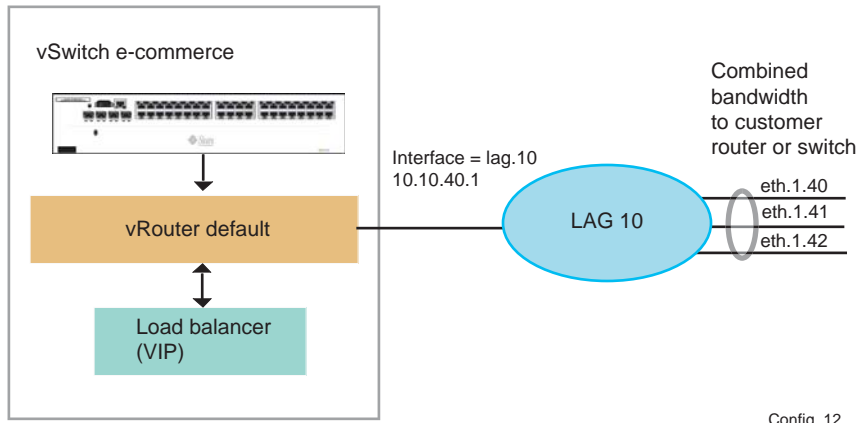 vSwitch e-commerce
Sun
vRouter default
Load balancer
(VIP)
Interface = lag.10
10.10.40.1
LAG 10
Combined
bandwidth
to customer
router or switch
eth.1.40
eth.1.41
eth.1.42
Config_12